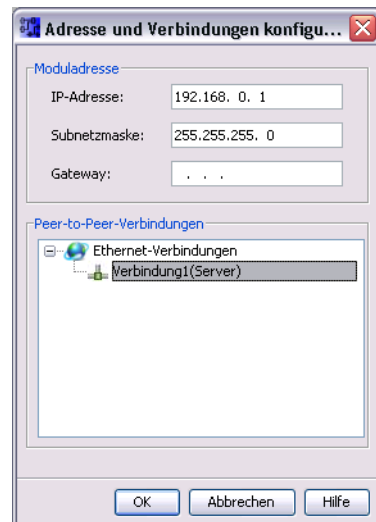 Adresse und Verbindungen konfigu...
Moduladresse
IP-Adresse: 192.168. 0. 1
Subnetzmaske: 255.255.255. 0
Gateway: . . .
Peer-to-Peer-Verbindungen
Ethernet-Verbindungen
Verbindung1(Server)
OK Abbrechen Hilfe